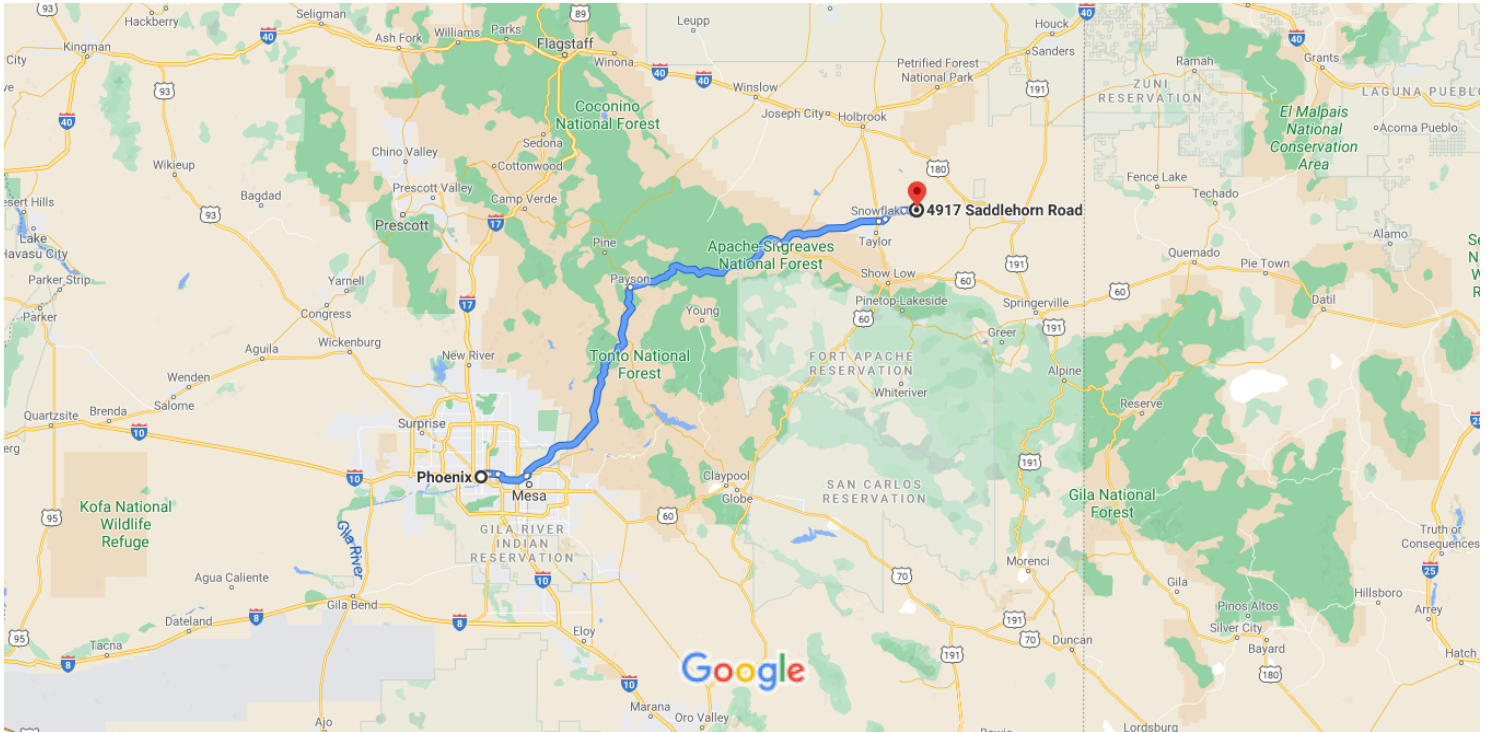 93
Hackberry
Seligman
89
Leupp
40
Houck
40
Kingman
40
Ash Fork
Williams
Parks
Flagstaff
Winona
Sanders
Grants
City
93
40
40
Petrified Forest
National Park
191
Ramah
ZUNI
RESERVATION
LAGUNA PUEBLO
Winslow
Joseph City
Holbrook
Coconino
National Forest
El Malpais
National
Conservation
Area
Acoma Pueblo
40
Wikieup
Chino Valley
Sedona
Cottonwood
180
Fence Lake
Techado
Bagdad
Prescott Valley
Camp Verde
esert Hills
93
Prescott
17
Snowflake
4917 Saddlehorn Road
Lake
Havasu City
Pine
Apache-Sitgreaves
National Forest
Taylor
191
Quemado
Pie Town
Alamo
Parker Strip
Yarnell
Payson
Show Low
60
60
Datil
Parker
Congress
17
Young
Pinetop-Lakeside
Springerville
60
Wickenburg
Greer
191
Aguila
New River
Tonto National
Forest
FORT APACHE
RESERVATION
Alpine
Wenden
Salome
Whiteriver
Reserve
Quartzsite
Brenda
10
Surprise
25
erg
Phoenix
10
Mesa
Claypool
Globe
SAN CARLOS
RESERVATION
191
Gila National
Forest
Kofa National
Wildlife
Refuge
95
60
Gila River
GILA RIVER
INDIAN
RESERVATION
Truth or
Consequences
Agua Caliente
10
70
Morenci
25
Gila
Hillsboro
Gila Bend
Pinos Altos
Arrey
Dateland
8
8
191
70
Silver City
95
Tacna
Eloy
191
Duncan
Bayard
Hatch
8
Google
180
10
Marana
Oro Valley
Ajo
Lordsburg